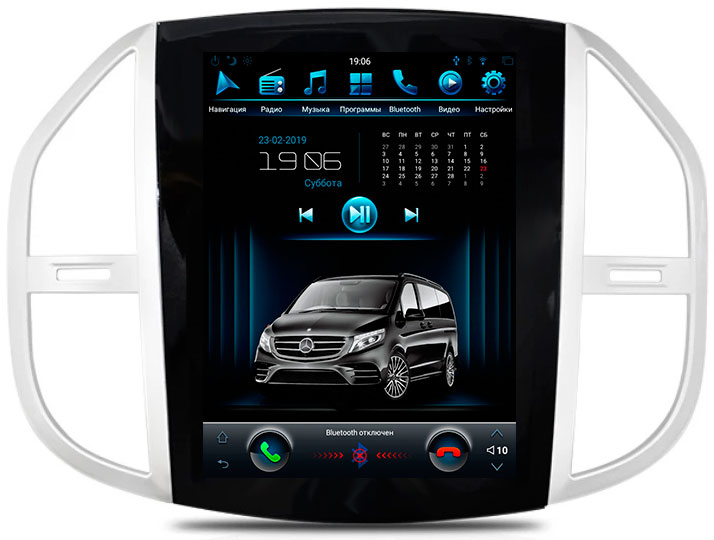 19:06
Навигация Радио Музыка Программы Bluetooth Видео Настройки
23-02-2019
19 06
Суббота
ВС ПН ВТ СР ЧТ ПТ СБ
27 28 29 30 31 1 2
3 4 5 6 7 8 9
10 11 12 13 14 15 16
17 18 19 20 21 22 23
24 25 26 27 28 1 2
3 4 5 6 7 8 9
Bluetooth отключен
10